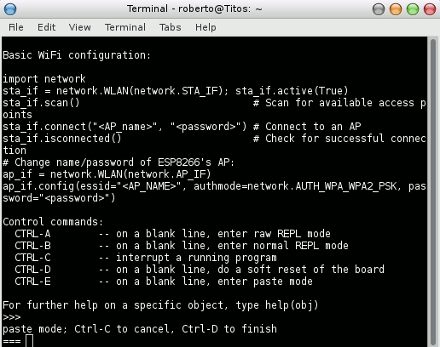 Terminal - roberto@Titos: ~
File Edit View Terminal Tabs Help
Basic WiFi configuration:
import network
sta_if = network.WLAN(network.STA_IF); sta_if.active(True)
sta_if.scan()                             # Scan for available access p
oints
sta_if.connect("<AP_name>", "<password>") # Connect to an AP
sta_if.isconnected()                      # Check for successful connec
tion
# Change name/password of ESP8266's AP:
ap_if = network.WLAN(network.AP_IF)
ap_if.config(essid="<AP_NAME>", authmode=network.AUTH_WPA_WPA2_PSK, pas
sword="<password>")
Control commands:
  CTRL-A        -- on a blank line, enter raw REPL mode
  CTRL-B        -- on a blank line, enter normal REPL mode
  CTRL-C        -- interrupt a running program
  CTRL-D        -- on a blank line, do a soft reset of the board
  CTRL-E        -- on a blank line, enter paste mode
For further help on a specific object, type help(obj)
>>>
paste mode; Ctrl-C to cancel, Ctrl-D to finish
===